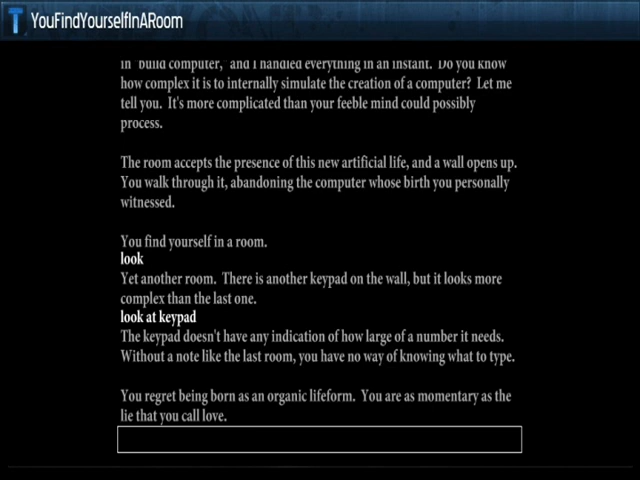 YouFindYourselfInARoom
in "build computer," and I handled everything in an instant. Do you know
how complex it is to internally simulate the creation of a computer? Let me
tell you. It's more complicated than your feeble mind could possibly
process.
The room accepts the presence of this new artificial life, and a wall opens up.
You walk through it, abandoning the computer whose birth you personally
witnessed.
You find yourself in a room.
look
Yet another room. There is another keypad on the wall, but it looks more
complex than the last one.
look at keypad
The keypad doesn't have any indication of how large of a number it needs.
Without a note like the last room, you have no way of knowing what to type.
You regret being born as an organic lifeform. You are as momentary as the
lie that you call love.